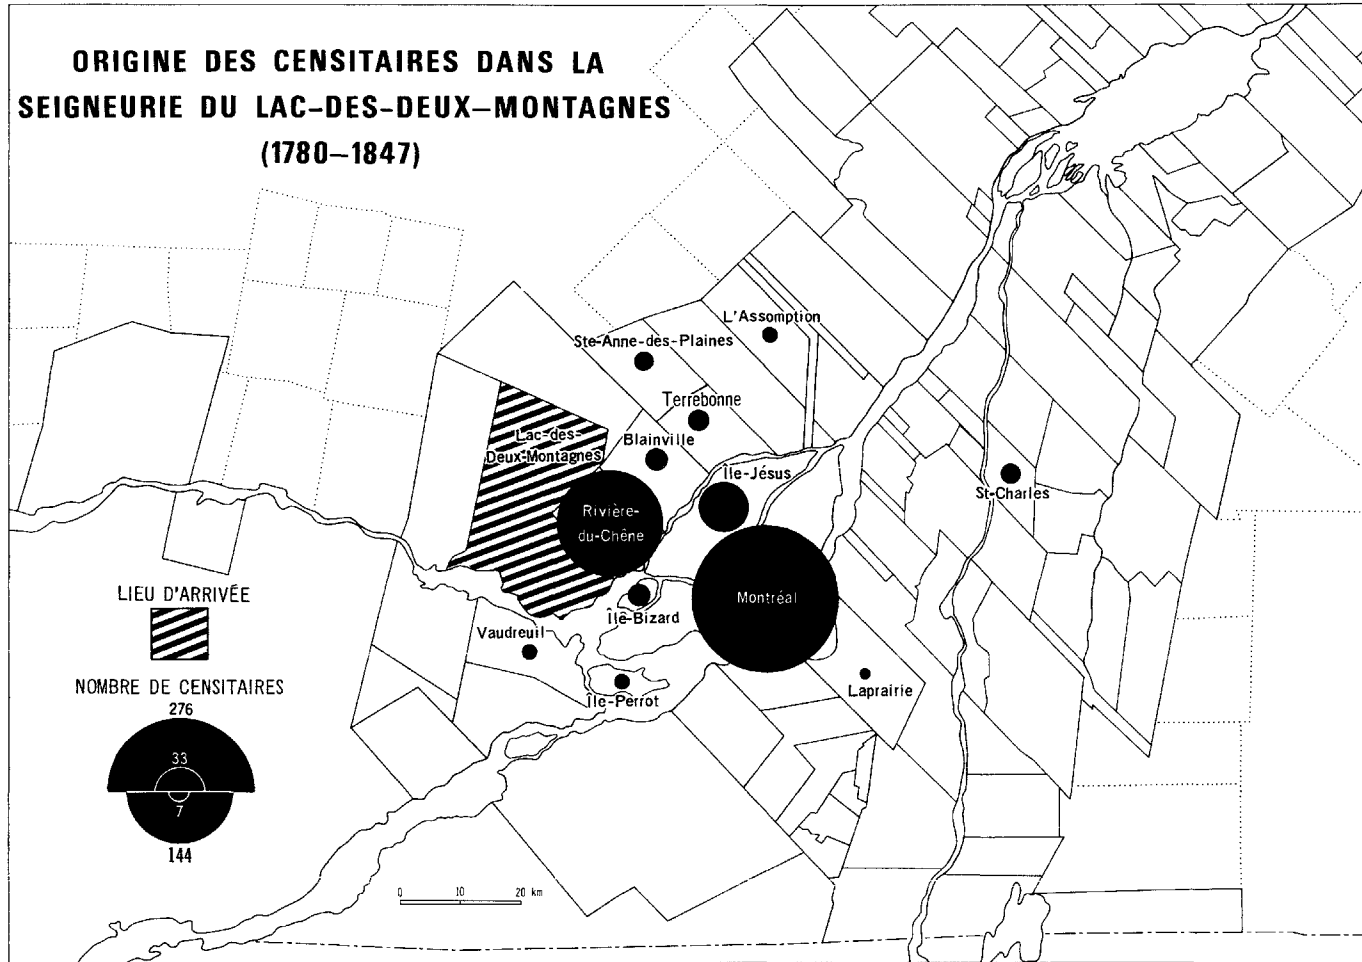 ORIGINE DES CENSITAIRES DANS LA
SEIGNEURIE DU LAC-DES-DEUX-MONTAGNES
(1780-1847)
L'Assomption
Ste-Anne-des-Plaines
Terrebonne
Lac-des-
Deux-Montagnes
Blainville
Île-Jésus
St-Charles
Rivière-
du-Chêne
Montréal
LIEU D'ARRIVÉE
Île-Bizard
Vaudreuil
Île-Perrot
Laprairie
NOMBRE DE CENSITAIRES
276
33
7
144
0 10 20 km